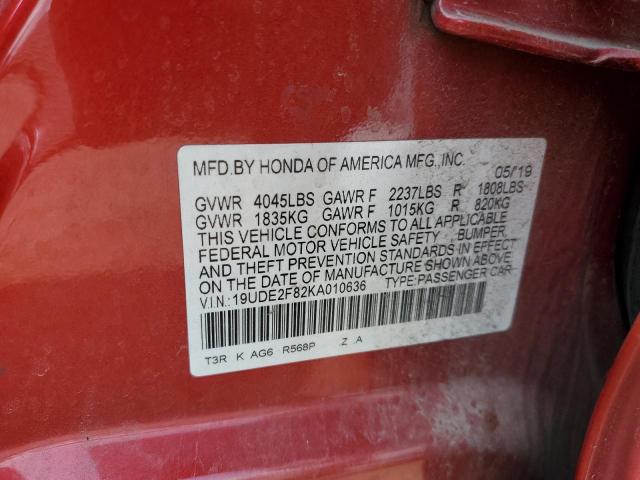 MFD. BY HONDA OF AMERICA MFG., INC. 05/19
GVWR 4045LBS GAWR F 2237LBS R 1808LBS
GVWR 1835KG GAWR F 1015KG R 820KG
THIS VEHICLE CONFORMS TO ALL APPLICABLE
FEDERAL MOTOR VEHICLE SAFETY , BUMPER,
AND THEFT PREVENTION STANDARDS IN EFFECT
ON THE DATE OF MANUFACTURE SHOWN ABOVE.
V.I.N.: 19UDE2F82KA010636 TYPE:PASSENGER CAR
T3R K AG6 R568P .Z .A